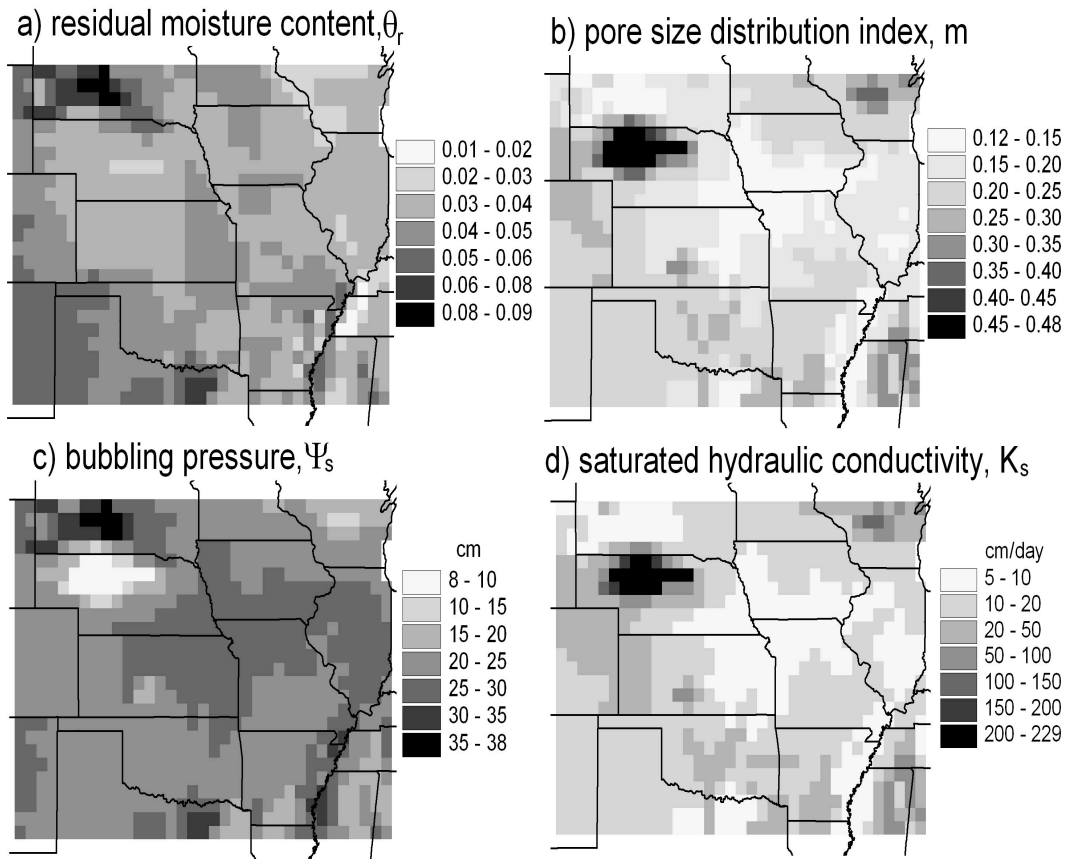 a) residual moisture content,θr
0.01 - 0.02
0.02 - 0.03
0.03 - 0.04
0.04 - 0.05
0.05 - 0.06
0.06 - 0.08
0.08 - 0.09
b) pore size distribution index, m
0.12 - 0.15
0.15 - 0.20
0.20 - 0.25
0.25 - 0.30
0.30 - 0.35
0.35 - 0.40
0.40- 0.45
0.45 - 0.48
c) bubbling pressure,Ψs
cm
8 - 10
10 - 15
15 - 20
20 - 25
25 - 30
30 - 35
35 - 38
d) saturated hydraulic conductivity, Ks
cm/day
5 - 10
10 - 20
20 - 50
50 - 100
100 - 150
150 - 200
200 - 229